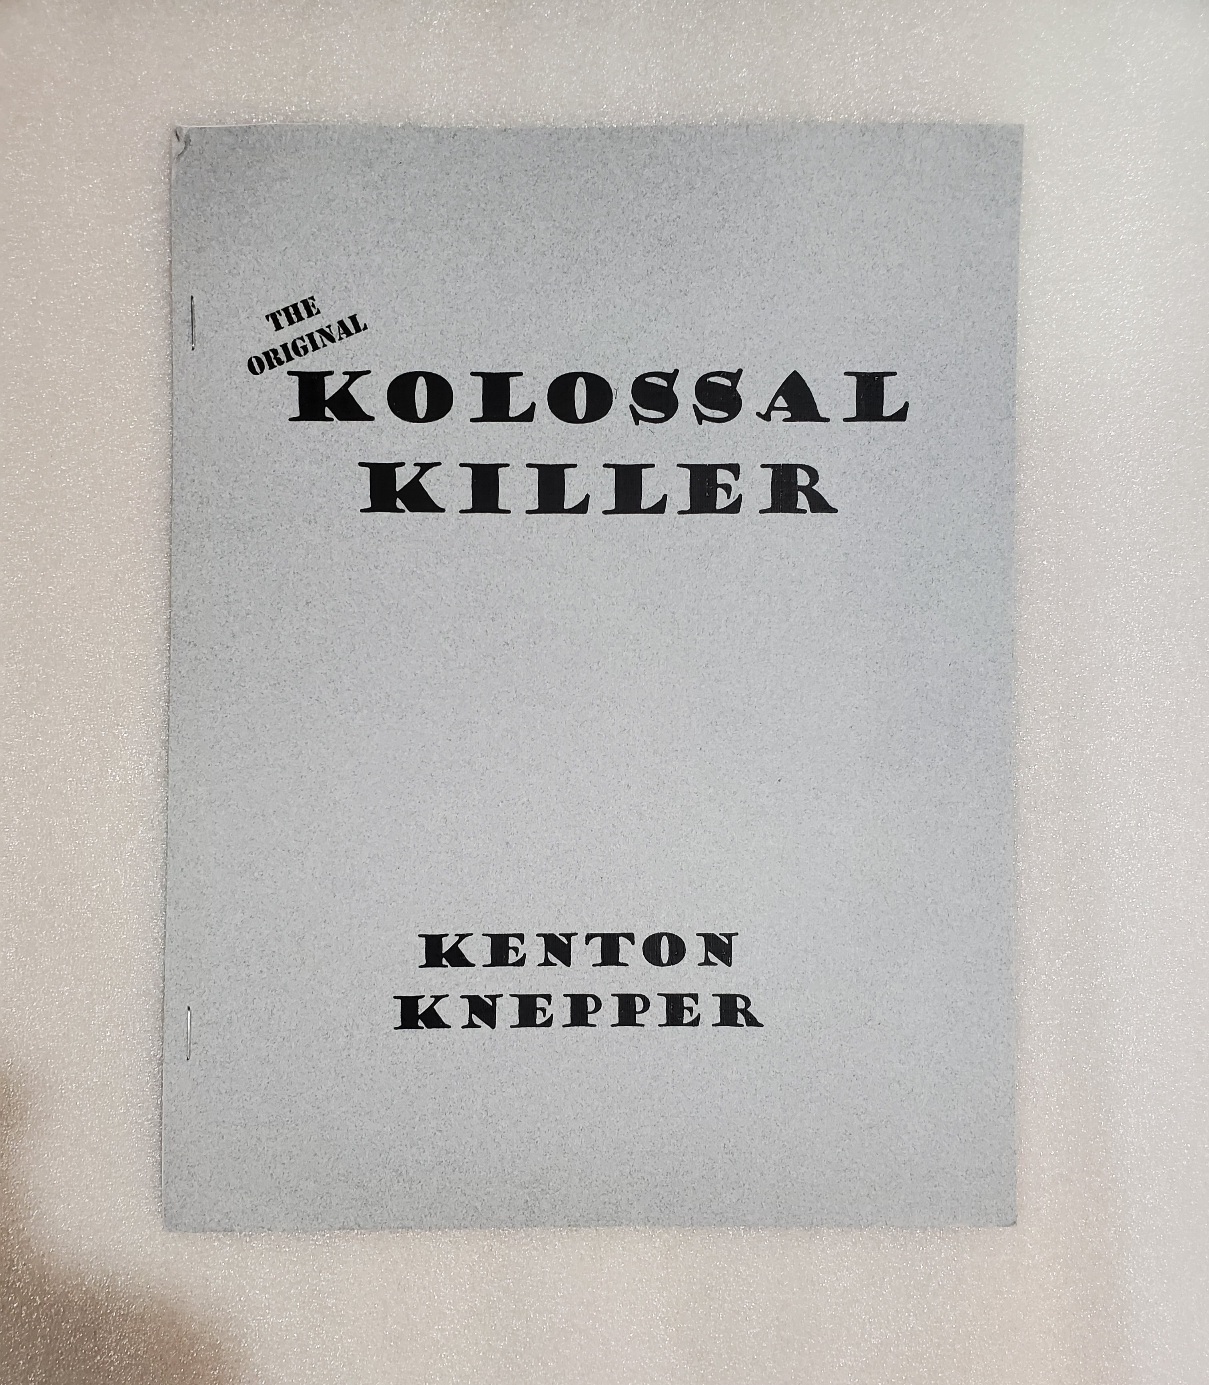 THE
ORIGINAL
KOLOSSAL
KILLER
KENTON
KNEPPER